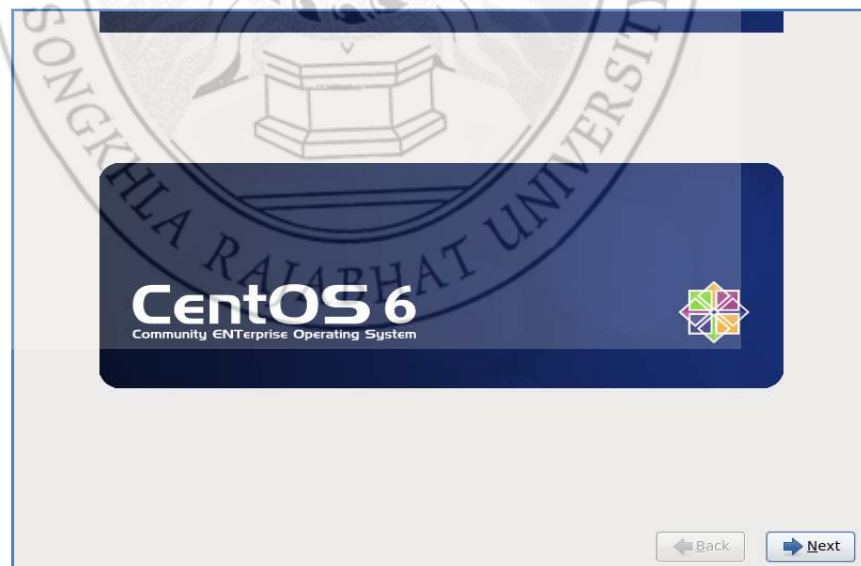 SONGKHLA RAJABHAT UNIVERSITY
CentOS 6
Community ENTerprise Operating System
Back
Next